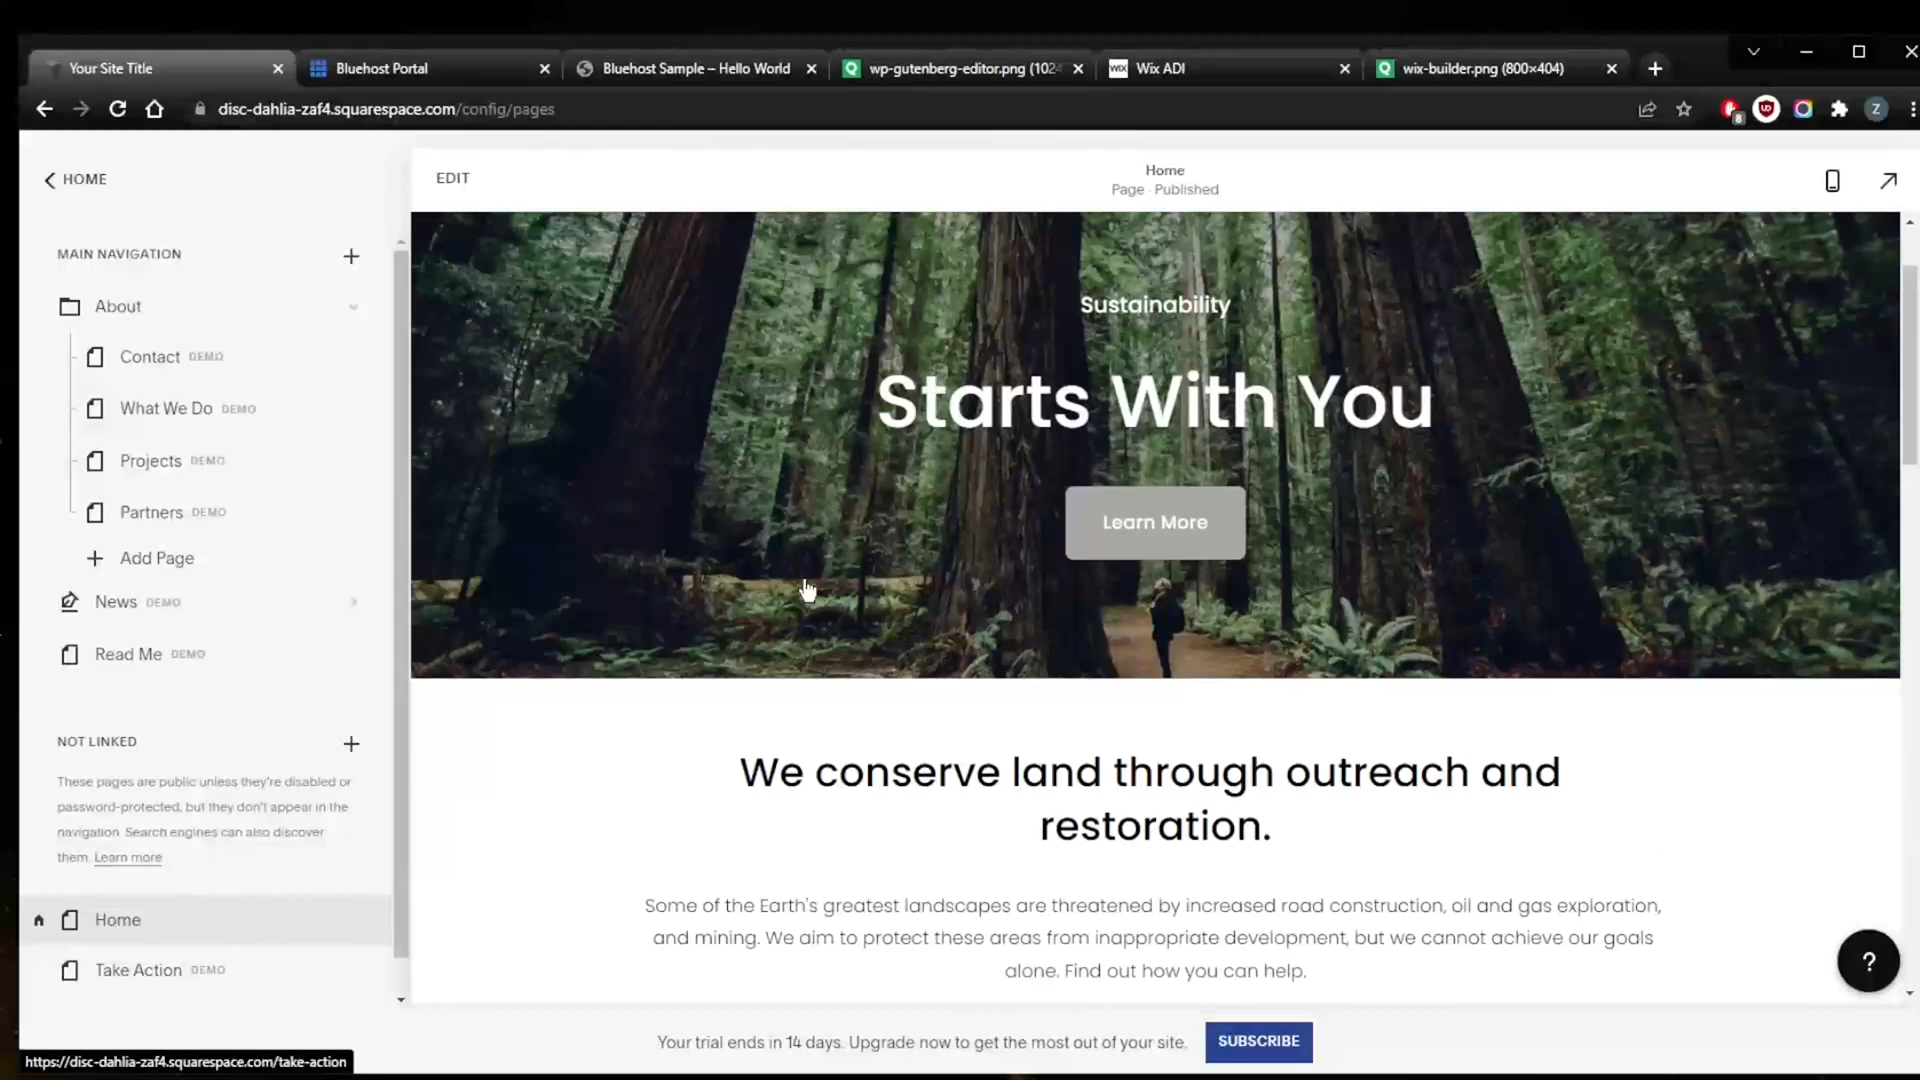 Your Site Title
Bluehost Portal
Bluehost Sample – Hello World
wp-gutenberg-editor.png (1024
WIX Wix ADI
wix-builder.png (800×404)
disc-dahlia-zaf4.squarespace.com/config/pages
8
Z
HOME
EDIT
Home
Page · Published
MAIN NAVIGATION
About
Contact DEMO
What We Do DEMO
Projects DEMO
Partners DEMO
Add Page
News DEMO
Read Me DEMO
NOT LINKED
These pages are public unless they're disabled or
password-protected, but they don't appear in the
navigation. Search engines can also discover
them. Learn more
Home
Take Action DEMO
Sustainability
Starts With You
Learn More
We conserve land through outreach and
restoration.
Some of the Earth's greatest landscapes are threatened by increased road construction, oil and gas exploration,
and mining. We aim to protect these areas from inappropriate development, but we cannot achieve our goals
alone. Find out how you can help.
?
Your trial ends in 14 days. Upgrade now to get the most out of your site.
SUBSCRIBE
https://disc-dahlia-zaf4.squarespace.com/take-action